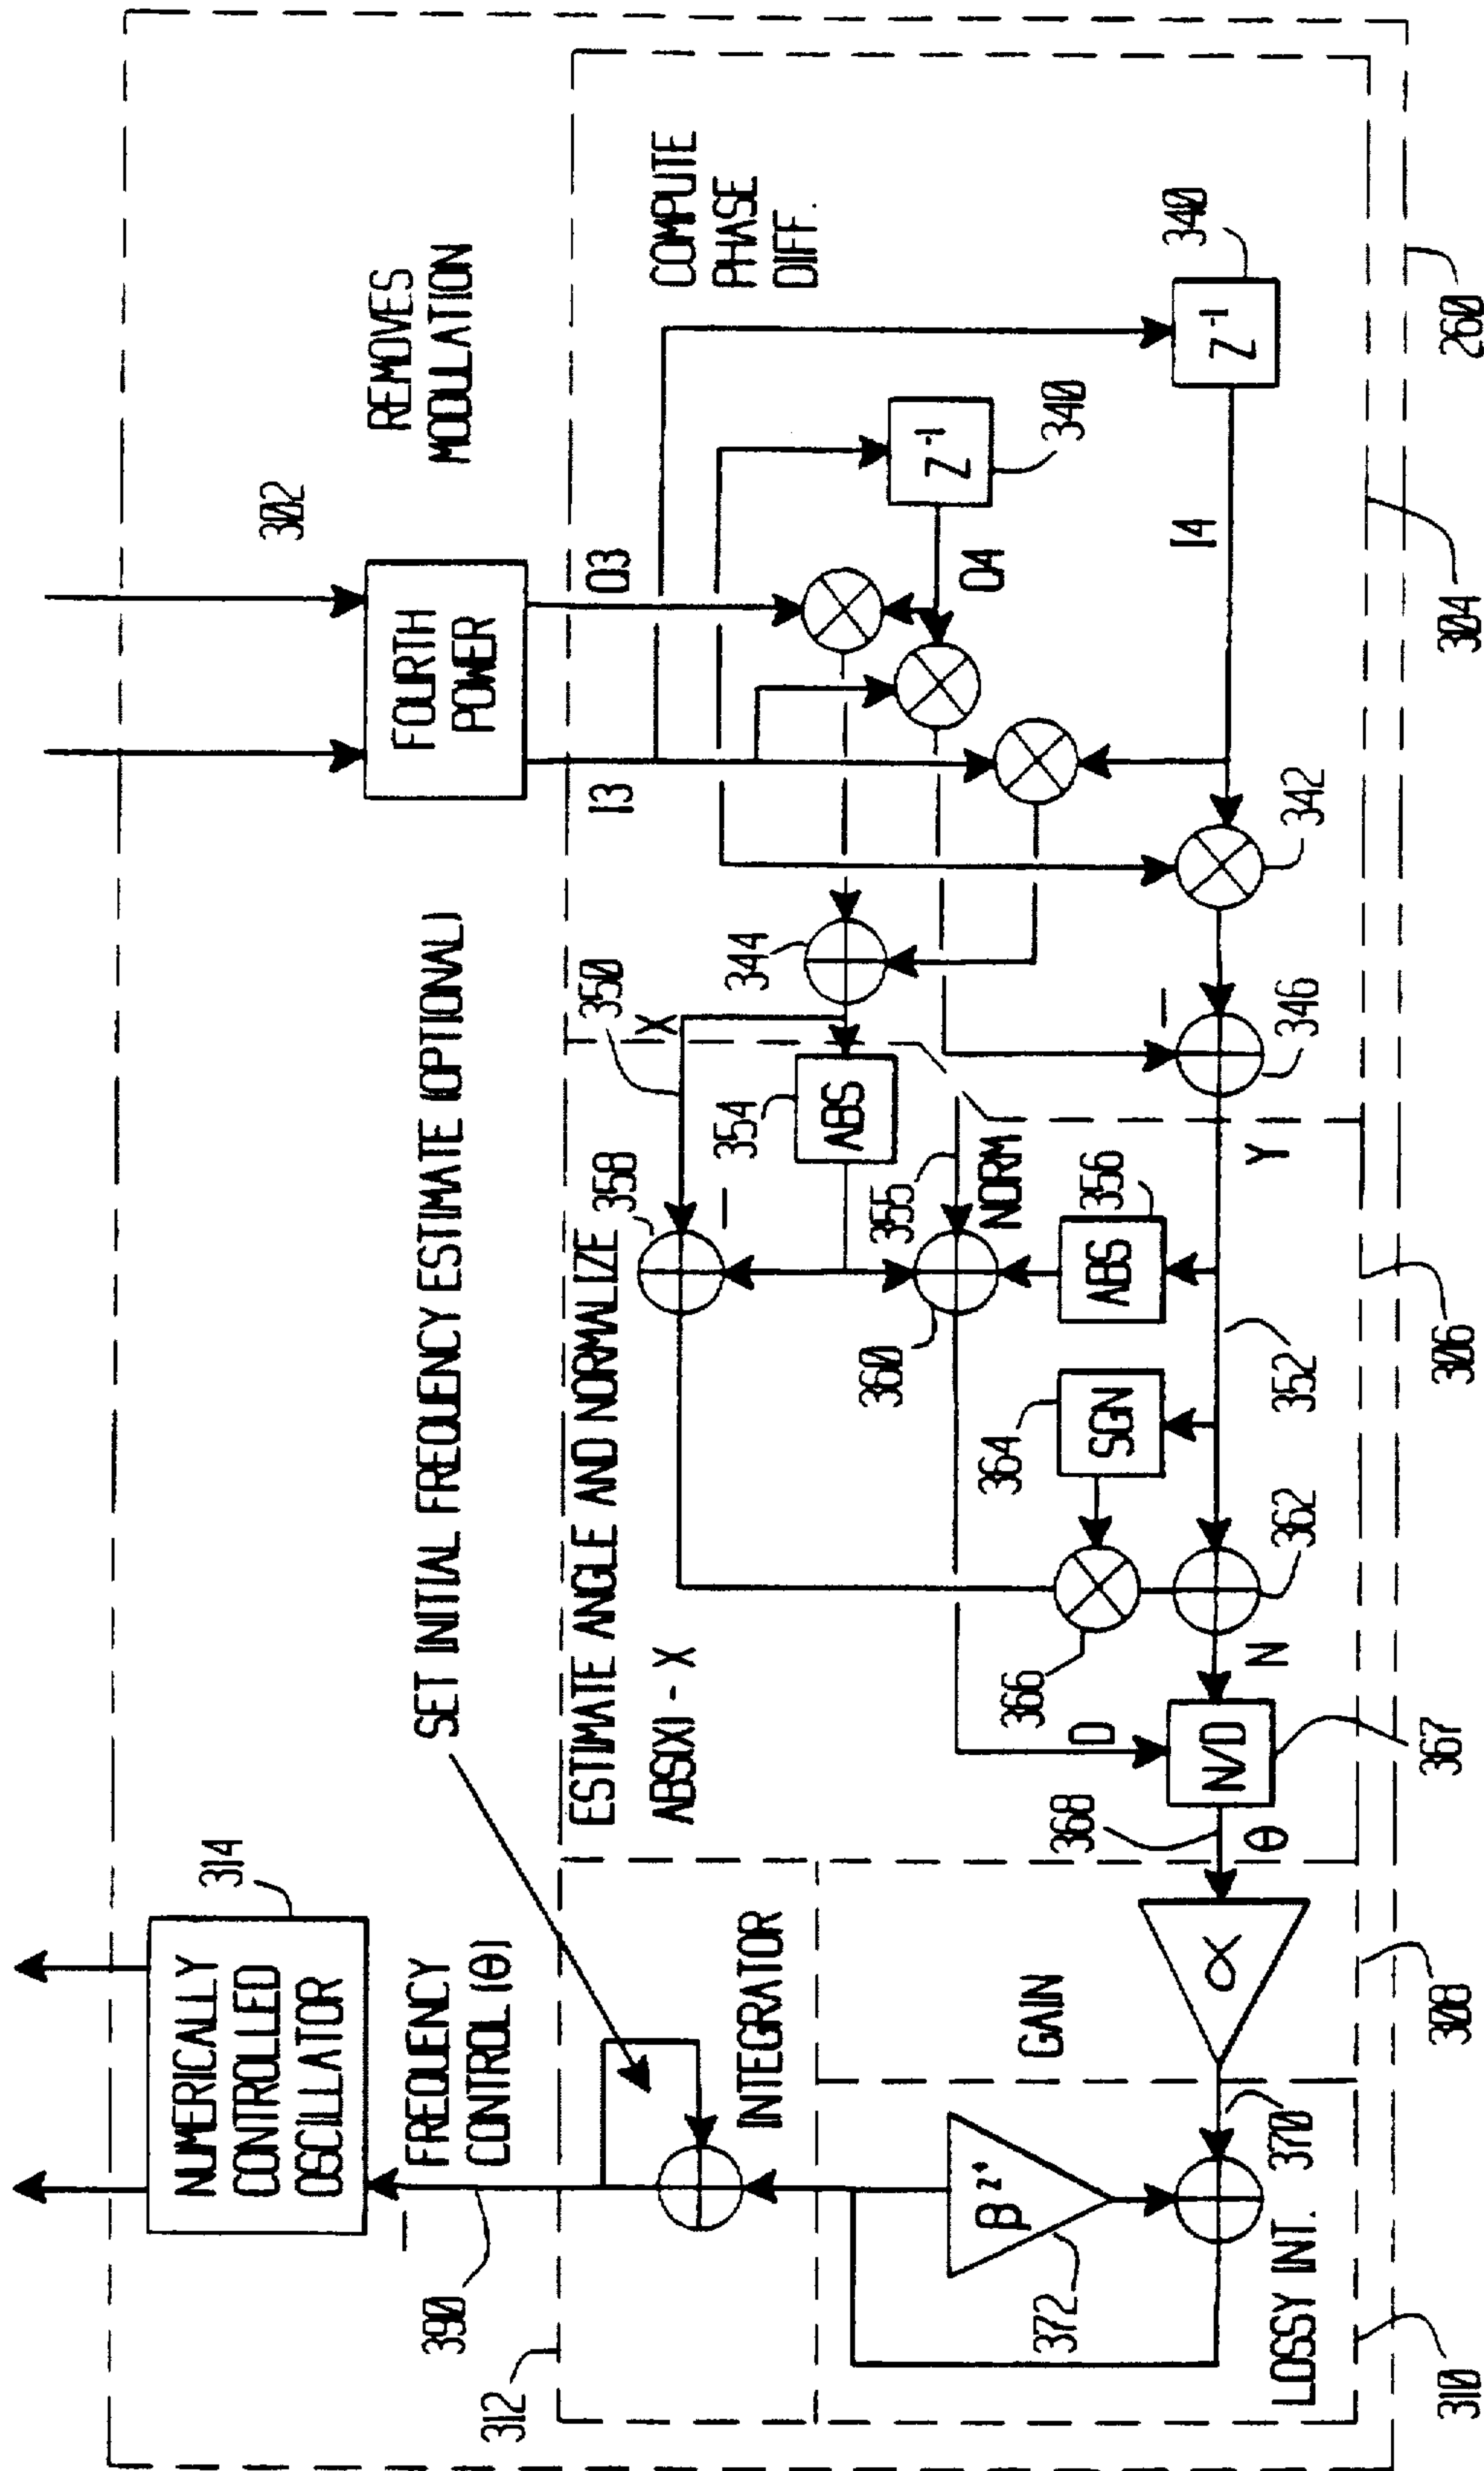 302
REMOVES
MODULATION
FOURTH
POWER
I3
Q3
COMPUTE
PHASE
DIFF.
Z⁻¹
340
Z⁻¹
340
Q4
I4
342
344
346
X
350
ABS
354
358
–
–
SET INITIAL FREQUENCY ESTIMATE (OPTIONAL)
ESTIMATE ANGLE AND NORMALIZE
ABS(X) - X
355
NORM
ABS
356
Y
360
SGN
364
352
362
366
N
D
N/D
367
368
θ
α
GAIN
370
β
372
LOSSY INT.
INTEGRATOR
FREQUENCY
CONTROL (θ)
–
390
NUMERICALLY
CONTROLLED
OSCILLATOR
314
312
310
308
306
304
260